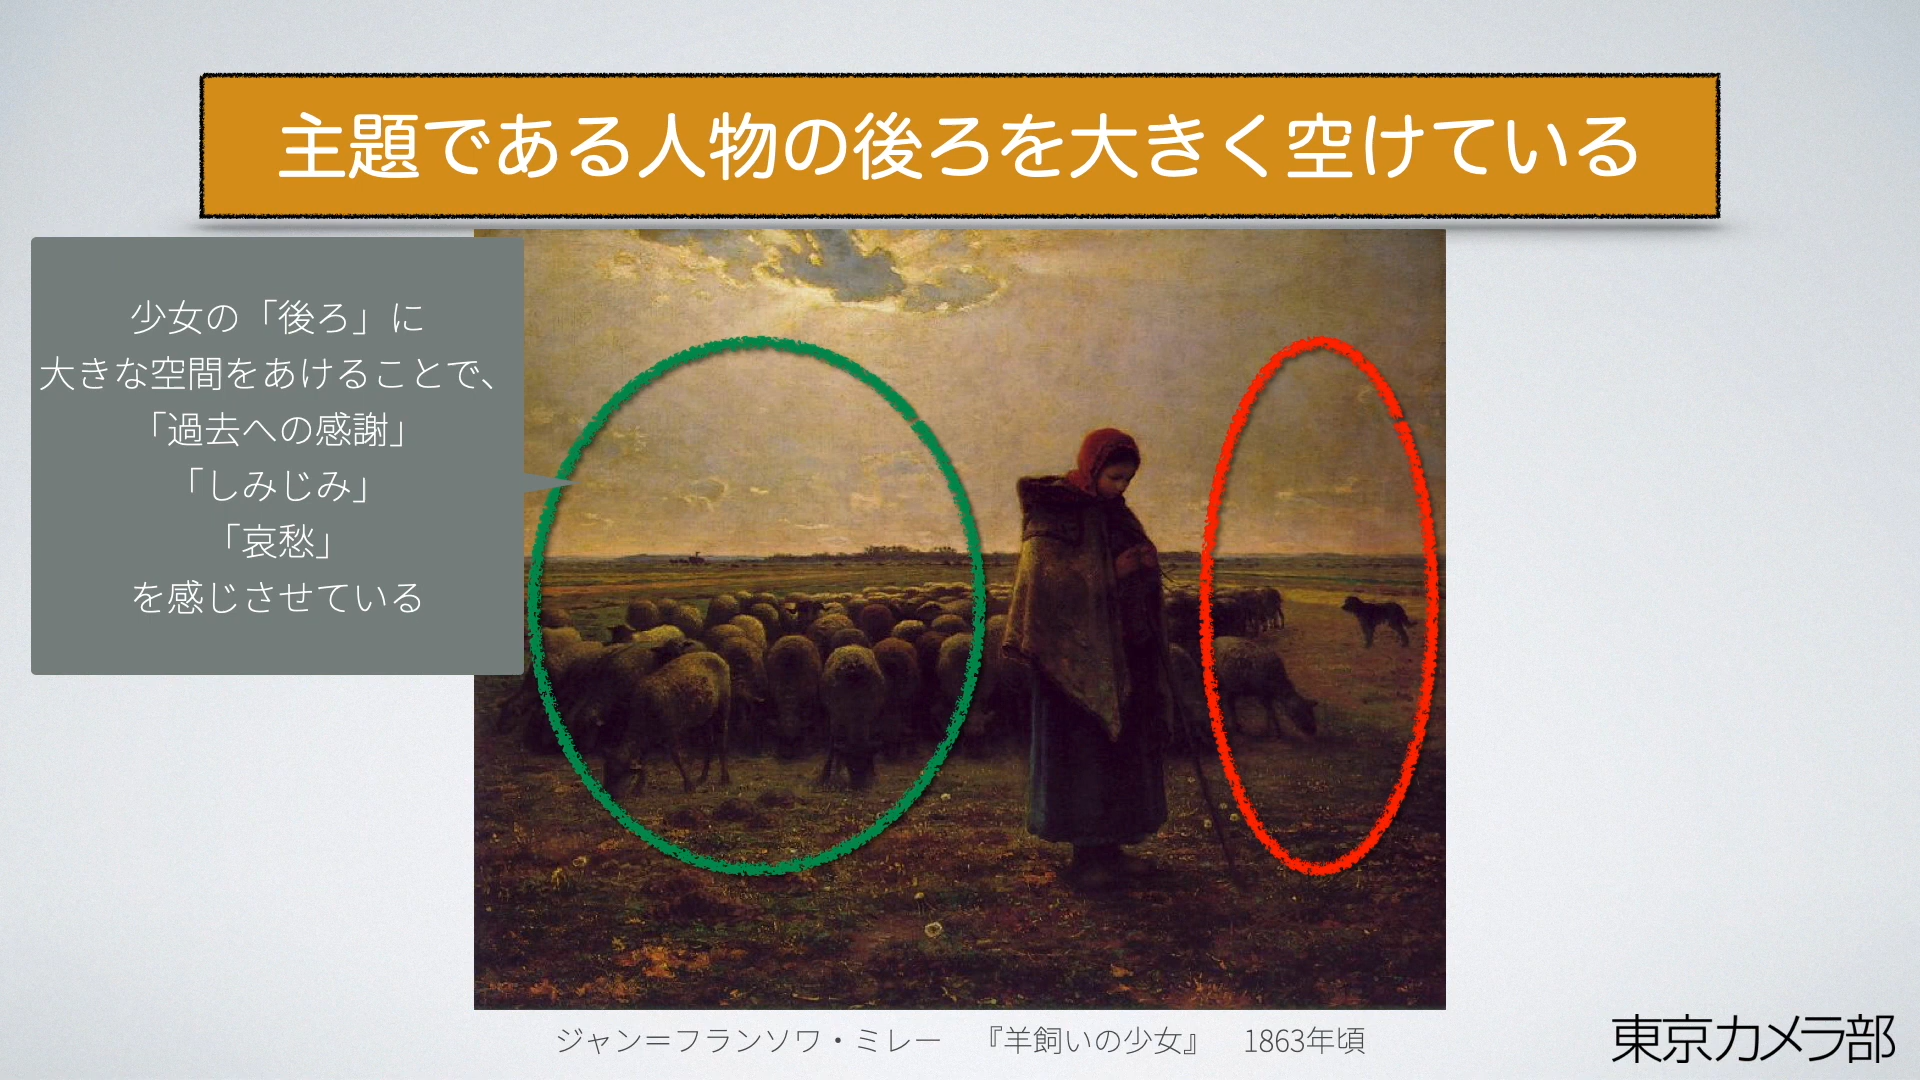 主題である人物の後ろを大きく空けている
少女の「後ろ」に
大きな空間をあけることで、
「過去への感謝」
「しみじみ」
「哀愁」
を感じさせている
ジャン＝フランソワ・ミレー　『羊飼いの少女』　1863年頃
東京カメラ部